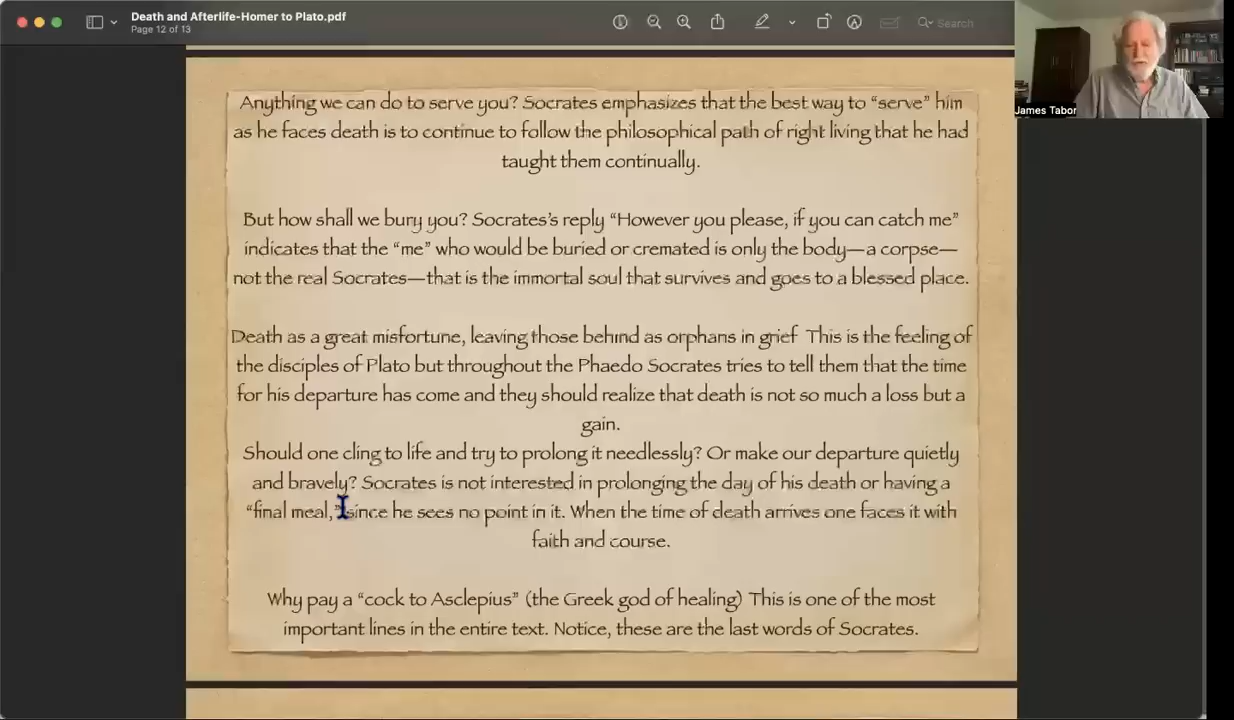 Death and Afterlife-Homer to Plato.pdf
Page 12 of 13
Search
James Tabor
Anything we can do to serve you? Socrates emphasizes that the best way to “serve” him
as he faces death is to continue to follow the philosophical path of right living that he had
taught them continually.
But how shall we bury you? Socrates’s reply “However you please, if you can catch me”
indicates that the “me” who would be buried or cremated is only the body—a corpse—
not the real Socrates—that is the immortal soul that survives and goes to a blessed place.
Death as a great misfortune, leaving those behind as orphans in grief This is the feeling of
the disciples of Plato but throughout the Phaedo Socrates tries to tell them that the time
for his departure has come and they should realize that death is not so much a loss but a
gain.
Should one cling to life and try to prolong it needlessly? Or make our departure quietly
and bravely? Socrates is not interested in prolonging the day of his death or having a
“final meal,” since he sees no point in it. When the time of death arrives one faces it with
faith and course.
Why pay a “cock to Asclepius” (the Greek god of healing) This is one of the most
important lines in the entire text. Notice, these are the last words of Socrates.